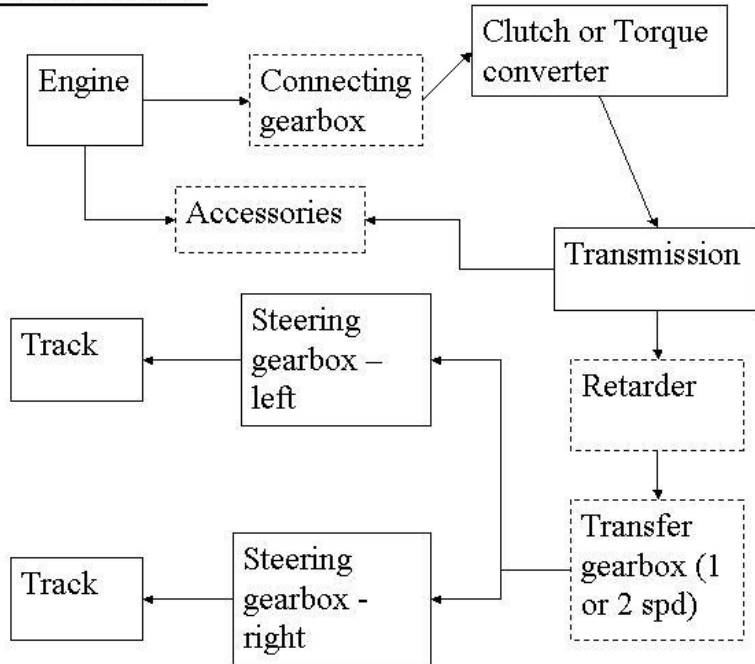 Engine
Connecting
gearbox
Clutch or Torque
converter
Accessories
Transmission
Track
Steering
gearbox –
left
Retarder
Track
Steering
gearbox -
right
Transfer
gearbox (1
or 2 spd)